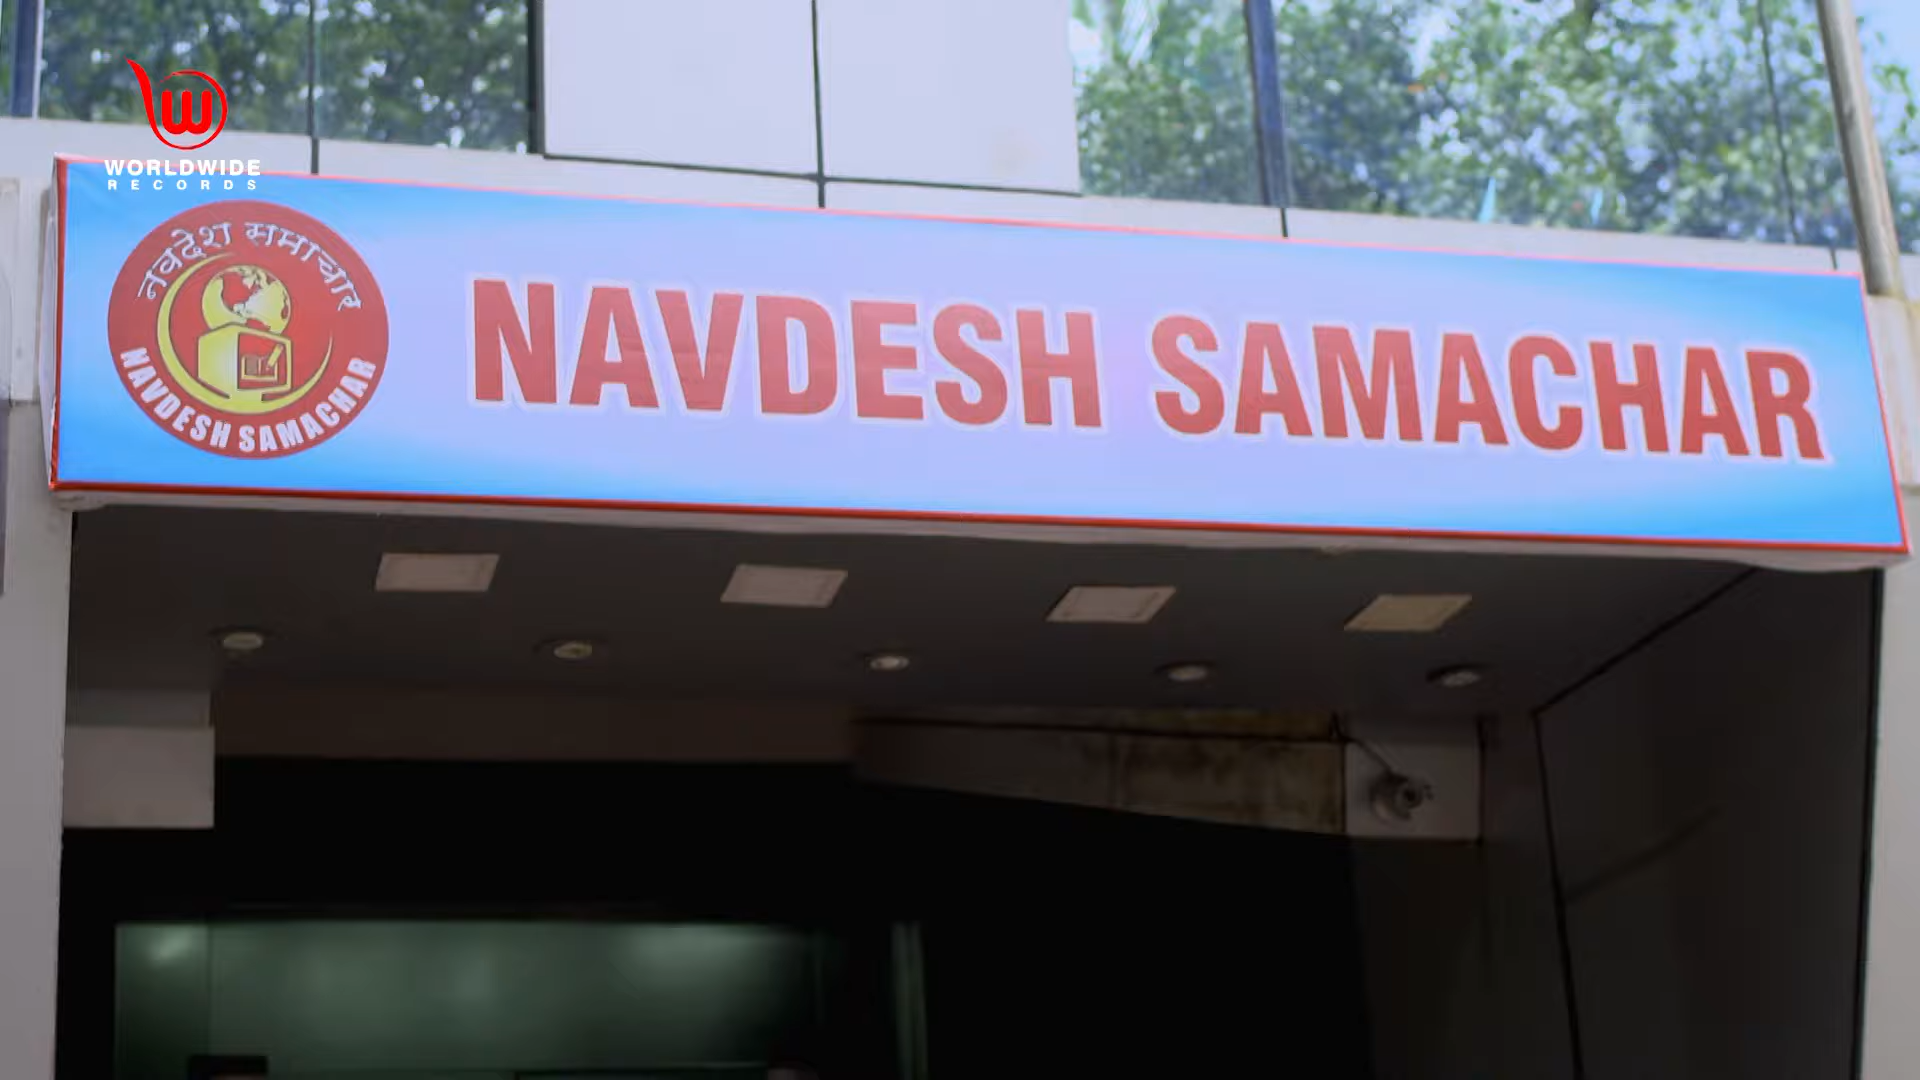 WORLDWIDE
RECORDS
नवदेश समाचार
NAVDESH SAMACHAR
NAVDESH SAMACHAR